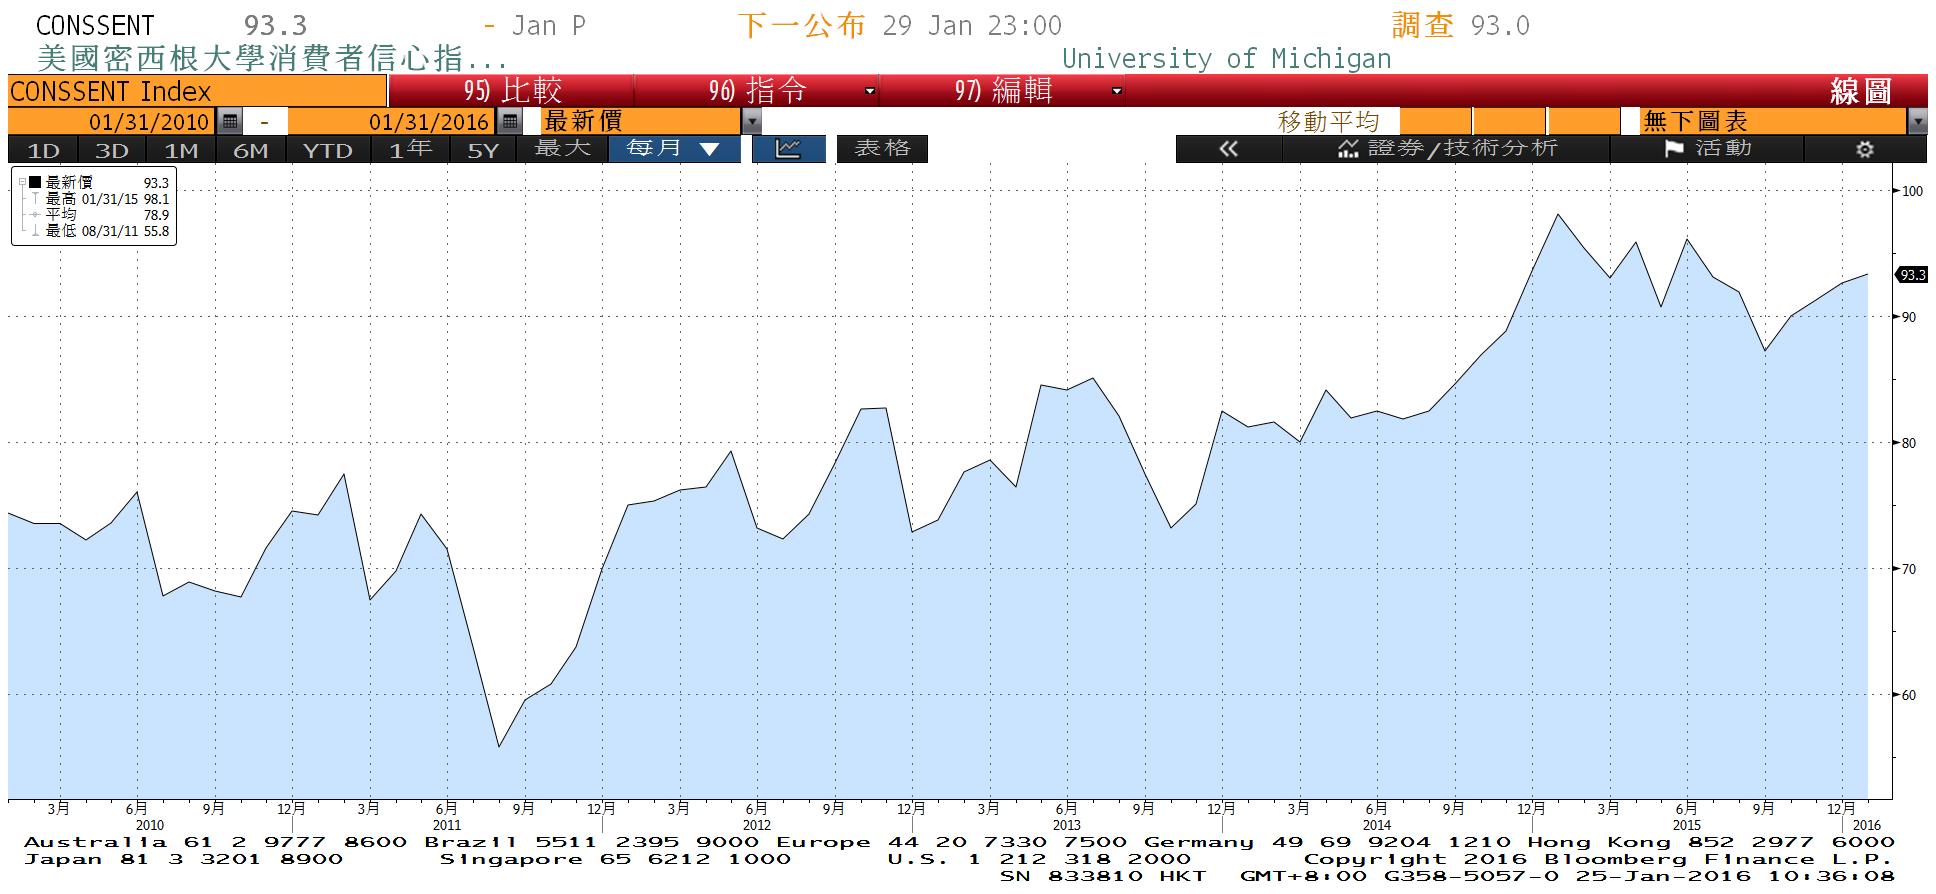 CONSSENT 93.3 - Jan P 下一公布 29 Jan 23:00 調查 93.0
美國密西根大學消費者信心指... University of Michigan
CONSSENT Index 95) 比較 96) 指令 97) 編輯 線圖
01/31/2010 - 01/31/2016 最新價 移動平均 無下圖表
1D 3D 1M 6M YTD 1年 5Y 最大 每月 ▼ 表格 « 證券/技術分析 活動
最新價 93.3
最高 01/31/15 98.1
平均 78.9
最低 08/31/11 55.8
100
93.3
90
80
70
60
3月 6月 9月 12月 3月 6月 9月 12月 3月 6月 9月 12月 3月 6月 9月 12月 3月 6月 9月 12月 3月 6月 9月 12月
2010 2011 2012 2013 2014 2015 2016
Australia 61 2 9777 8600 Brazil 5511 2395 9000 Europe 44 20 7330 7500 Germany 49 69 9204 1210 Hong Kong 852 2977 6000
Japan 81 3 3201 8900 Singapore 65 6212 1000 U.S. 1 212 318 2000 Copyright 2016 Bloomberg Finance L.P.
SN 833810 HKT GMT+8:00 G358-5057-0 25-Jan-2016 10:36:08